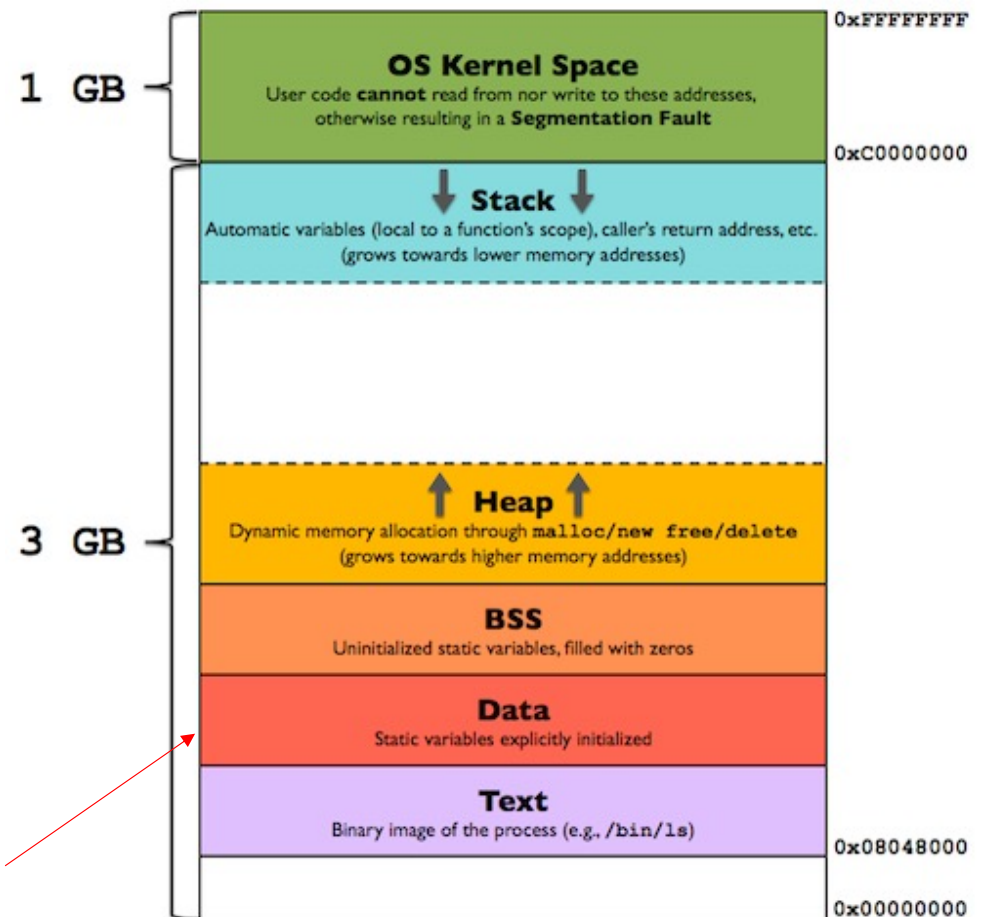 0xFFFFFFFF
OS Kernel Space
1 GB
User code cannot read from nor write to these addresses,
otherwise resulting in a Segmentation Fault
0xC0000000
Stack
Automatic variables (local to a function's scope), caller's return address, etc.
(grows towards lower memory addresses)
Heap
3 GB
Dynamic memory allocation through malloc/new free/delete
(grows towards higher memory addresses)
BSS
Uninitialized static variables, filled with zeros
Data
Static variables explicitly initialized
Text
Binary image of the process (e.g., /bin/ls)
0x08048000
0x00000000